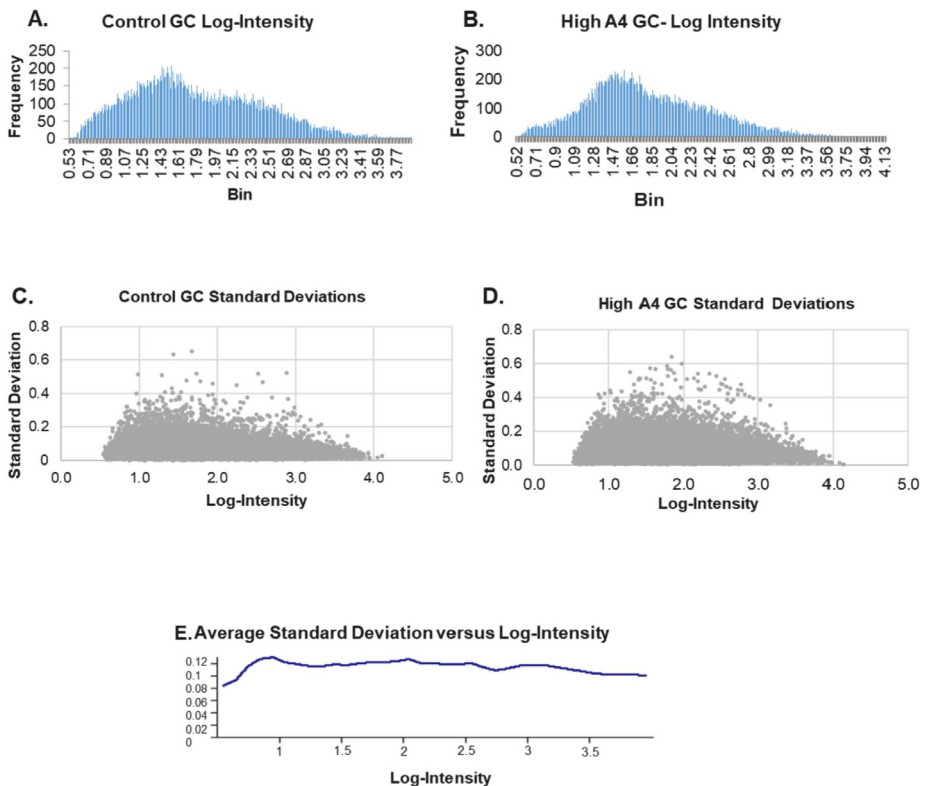 A. Control GC Log-Intensity
Frequency
250
200
150
100
50
0
0.53 0.71 0.89 1.07 1.25 1.43 1.61 1.79 1.97 2.15 2.33 2.51 2.69 2.87 3.05 3.23 3.41 3.59 3.77
Bin
B. High A4 GC- Log Intensity
Frequency
300
200
100
0
0.52 0.71 0.9 1.09 1.28 1.47 1.66 1.85 2.04 2.23 2.42 2.61 2.8 2.99 3.18 3.37 3.56 3.75 3.94 4.13
Bin
C. Control GC Standard Deviations
Standard Deviation
0.8
0.6
0.4
0.2
0
0.0 1.0 2.0 3.0 4.0 5.0
Log-Intensity
D. High A4 GC Standard Deviations
Standard Deviation
0.8
0.6
0.4
0.2
0.0
0.0 1.0 2.0 3.0 4.0 5.0
Log-Intensity
E. Average Standard Deviation versus Log-Intensity
0.12
0.1
0.08
0.06
0.04
0.02
0
1 1.5 2 2.5 3 3.5
Log-Intensity